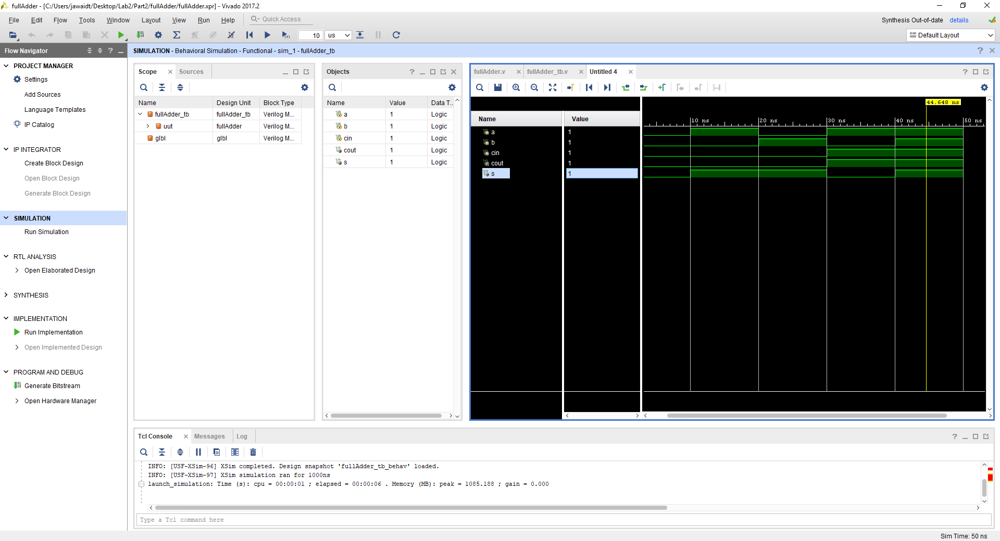 fullAdder - [C:/Users/jawaidt/Desktop/Lab2/Part2/fullAdder/fullAdder.xpr] - Vivado 2017.2
File Edit Flow Tools Window Layout View Run Help Quick Access
Synthesis Out-of-date details
10 us
Default Layout
Flow Navigator
SIMULATION - Behavioral Simulation - Functional - sim_1 - fullAdder_tb
PROJECT MANAGER
Settings
Add Sources
Language Templates
IP Catalog
IP INTEGRATOR
Create Block Design
Open Block Design
Generate Block Design
SIMULATION
Run Simulation
RTL ANALYSIS
Open Elaborated Design
SYNTHESIS
IMPLEMENTATION
Run Implementation
Open Implemented Design
PROGRAM AND DEBUG
Generate Bitstream
Open Hardware Manager
Scope Sources
Name Design Unit Block Type
fullAdder_tb fullAdder_tb Verilog M...
uut fullAdder Verilog M...
glbl glbl Verilog M...
Objects
Name Value Data T...
a 1 Logic
b 1 Logic
cin 1 Logic
cout 1 Logic
s 1 Logic
fullAdder.v fullAdder_tb.v Untitled 4
44.648 ns
Name Value
10 ns 20 ns 30 ns 40 ns 50 ns
a 1
b 1
cin 1
cout 1
s 1
Tcl Console Messages Log
INFO: [USF-XSim-96] XSim completed. Design snapshot 'fullAdder_tb_behav' loaded.
INFO: [USF-XSim-97] XSim simulation ran for 1000ns
launch_simulation: Time (s): cpu = 00:00:01 ; elapsed = 00:00:06 . Memory (MB): peak = 1085.188 ; gain = 0.000
Type a Tcl command here
Sim Time: 50 ns